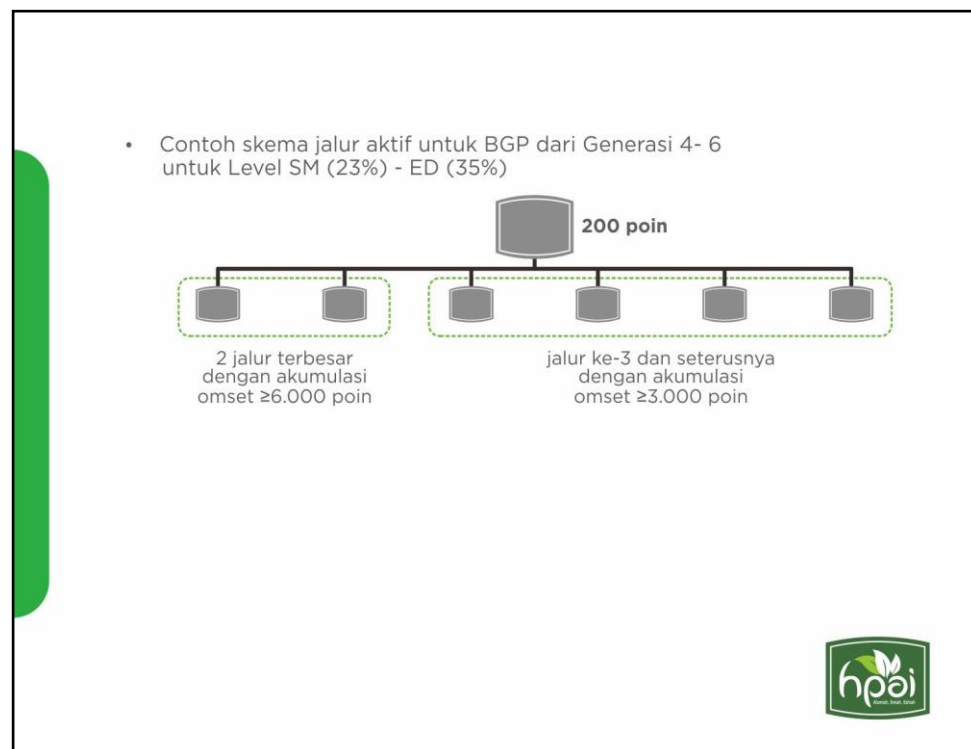 • Contoh skema jalur aktif untuk BGP dari Generasi 4- 6
untuk Level SM (23%) - ED (35%)
200 poin
2 jalur terbesar
dengan akumulasi
omset ≥6.000 poin
jalur ke-3 dan seterusnya
dengan akumulasi
omset ≥3.000 poin
hpai